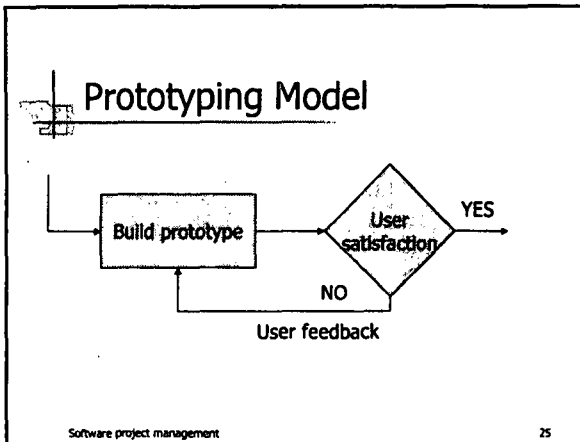 Prototyping Model
Build prototype
User
satisfaction
YES
NO
User feedback
Software project management
25